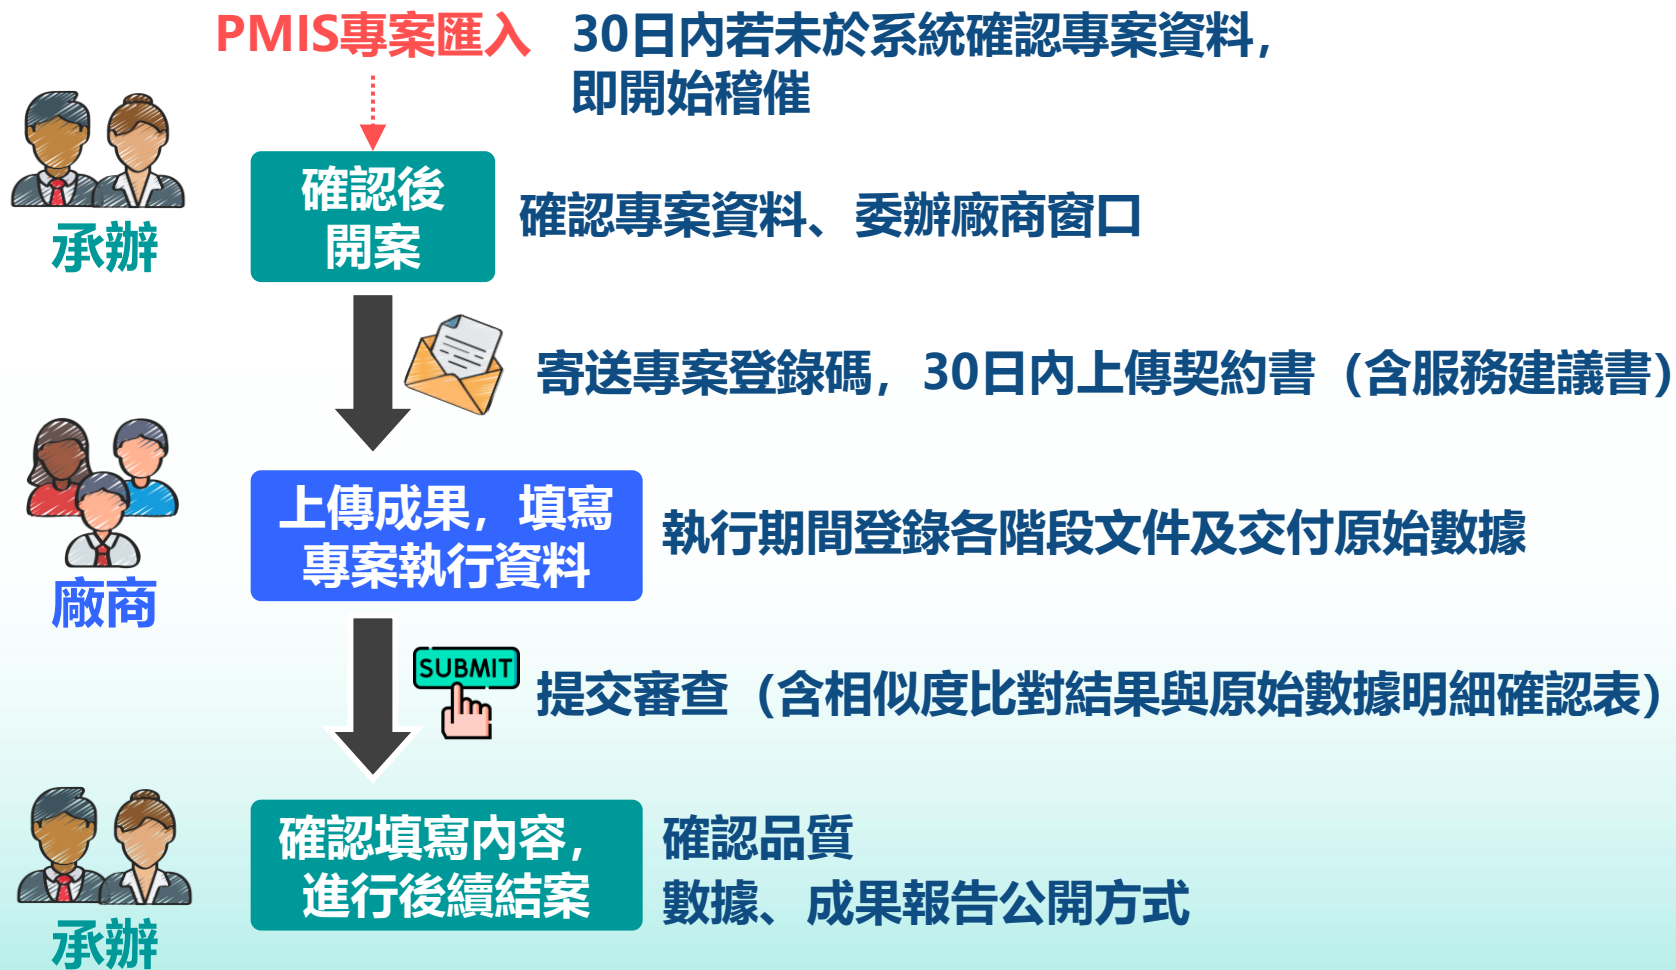 PMIS專案匯入
30日內若未於系統確認專案資料，
即開始稽催
承辦
確認後
開案
確認專案資料、委辦廠商窗口
寄送專案登錄碼，30日內上傳契約書（含服務建議書）
廠商
上傳成果，填寫
專案執行資料
執行期間登錄各階段文件及交付原始數據
SUBMIT
提交審查（含相似度比對結果與原始數據明細確認表）
承辦
確認填寫內容，
進行後續結案
確認品質
數據、成果報告公開方式